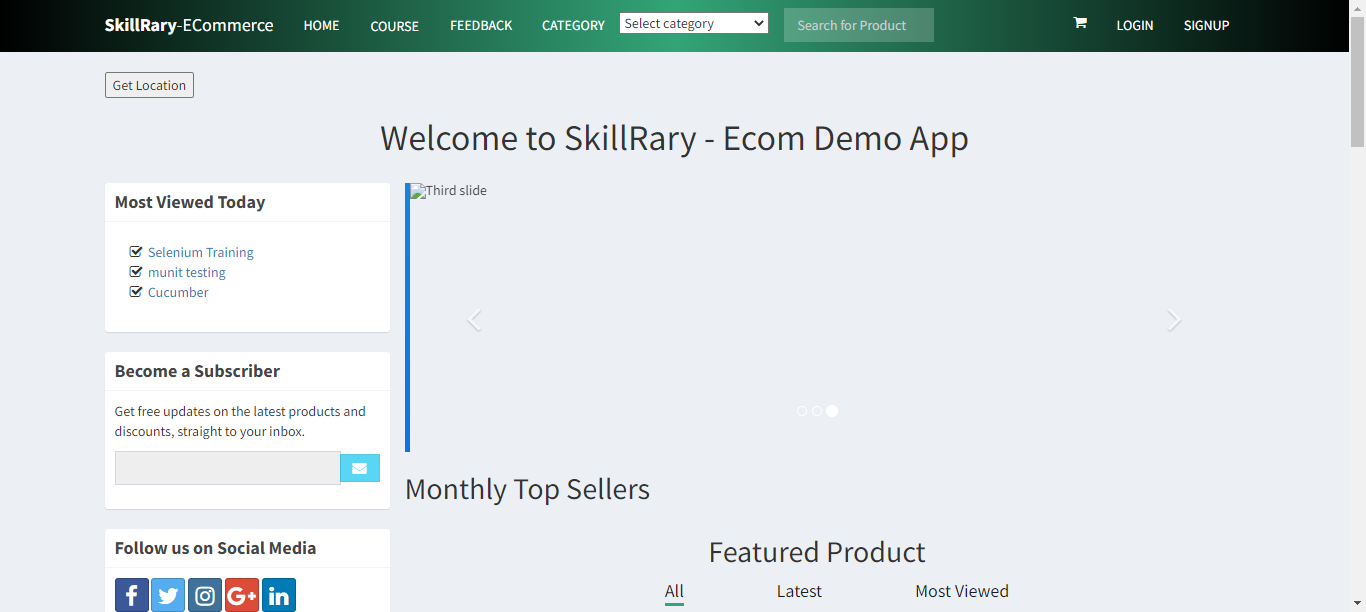 SkillRary-ECommerce HOME COURSE FEEDBACK CATEGORY Select category Search for Product LOGIN SIGNUP
Get Location
Welcome to SkillRary - Ecom Demo App
Most Viewed Today
Selenium Training
munit testing
Cucumber
Third slide
Become a Subscriber
Get free updates on the latest products and
discounts, straight to your inbox.
Monthly Top Sellers
Featured Product
All Latest Most Viewed
Follow us on Social Media
f G+ in